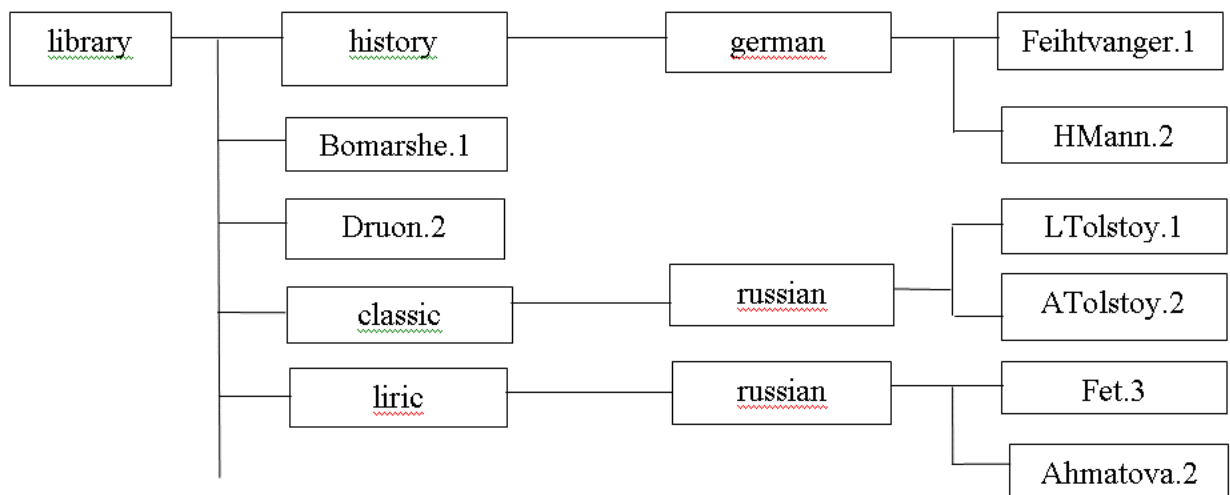 library
history
german
Feihtvanger.1
HMann.2
Bomarshe.1
Druon.2
classic
russian
LTolstoy.1
ATolstoy.2
liric
russian
Fet.3
Ahmatova.2